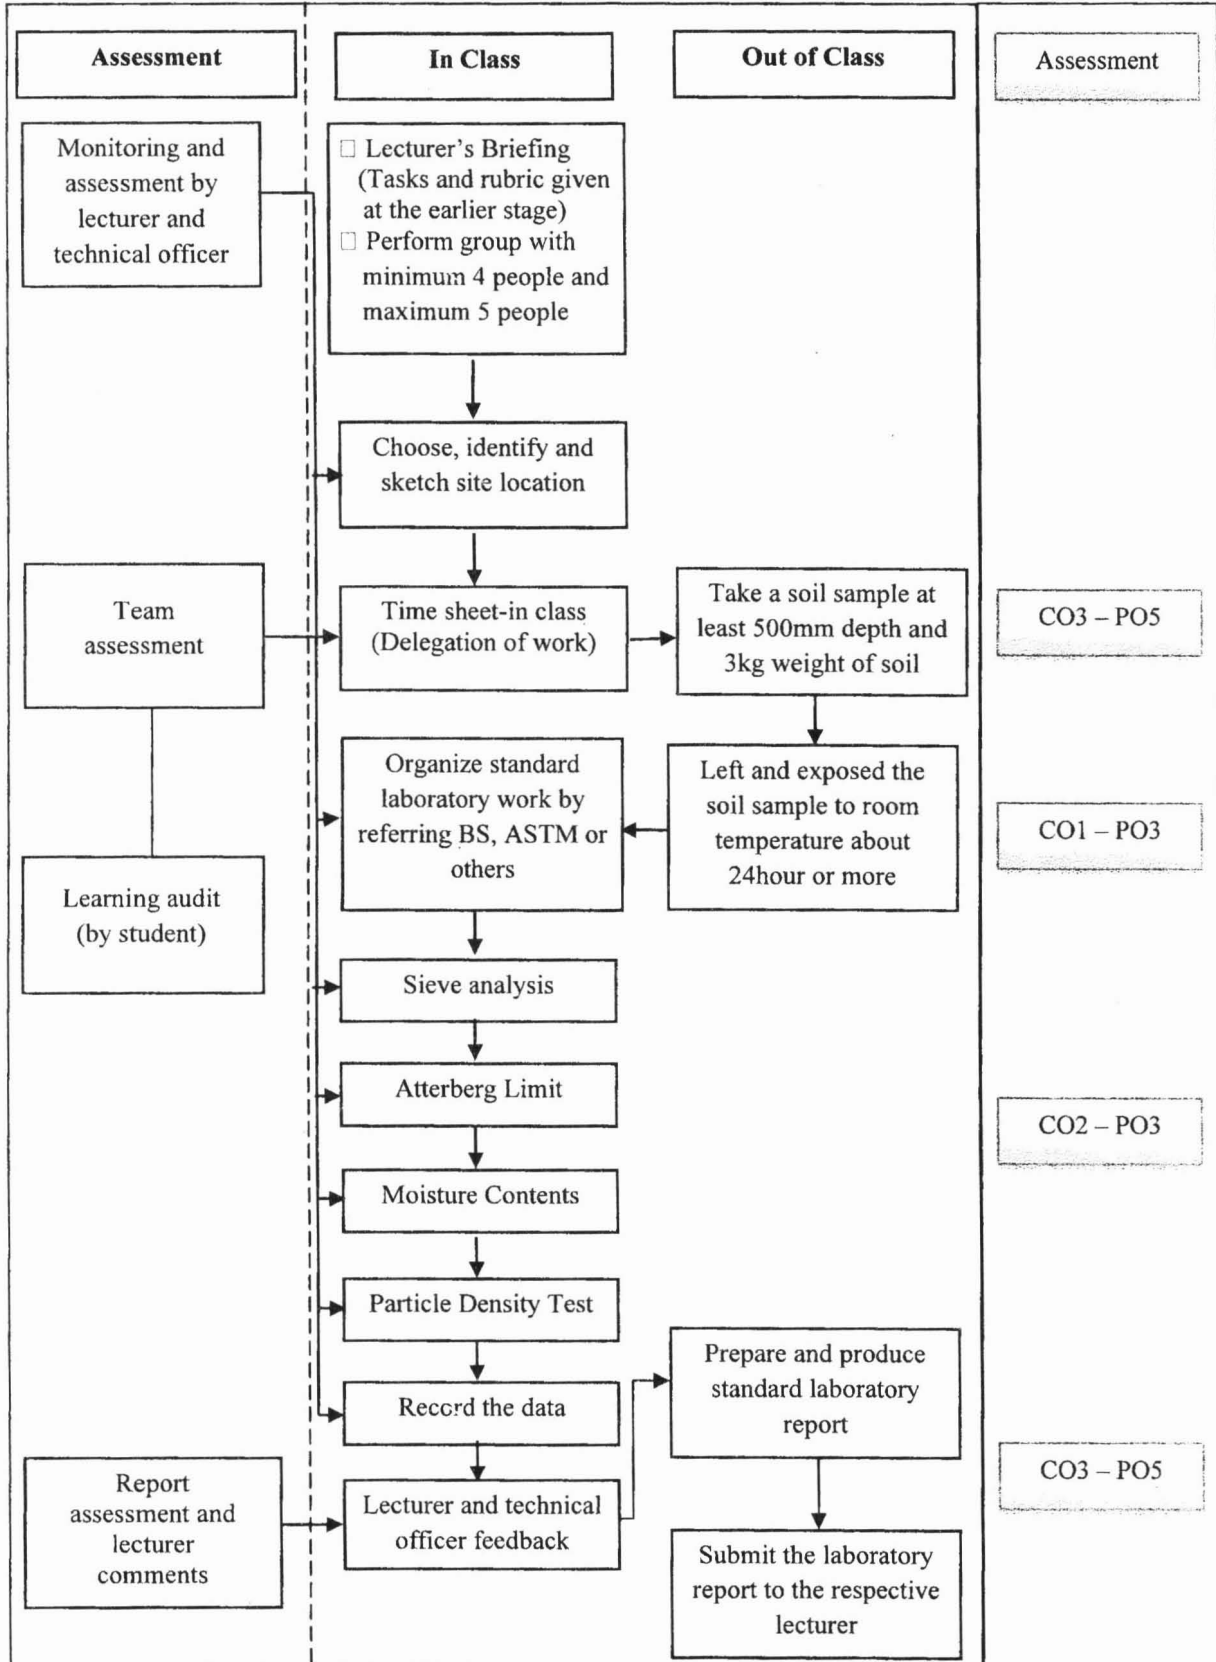 Assessment
In Class
Out of Class
Assessment
Monitoring and
assessment by
lecturer and
technical officer
Lecturer's Briefing
(Tasks and rubric given
at the earlier stage)
Perform group with
minimum 4 people and
maximum 5 people
Choose, identify and
sketch site location
Team
assessment
Time sheet-in class
(Delegation of work)
Take a soil sample at
least 500mm depth and
3kg weight of soil
CO3 – PO5
Organize standard
laboratory work by
referring BS, ASTM or
others
Left and exposed the
soil sample to room
temperature about
24hour or more
CO1 – PO3
Learning audit
(by student)
Sieve analysis
Atterberg Limit
CO2 – PO3
Moisture Contents
Particle Density Test
Record the data
Prepare and produce
standard laboratory
report
Report
assessment and
lecturer
comments
Lecturer and technical
officer feedback
CO3 – PO5
Submit the laboratory
report to the respective
lecturer